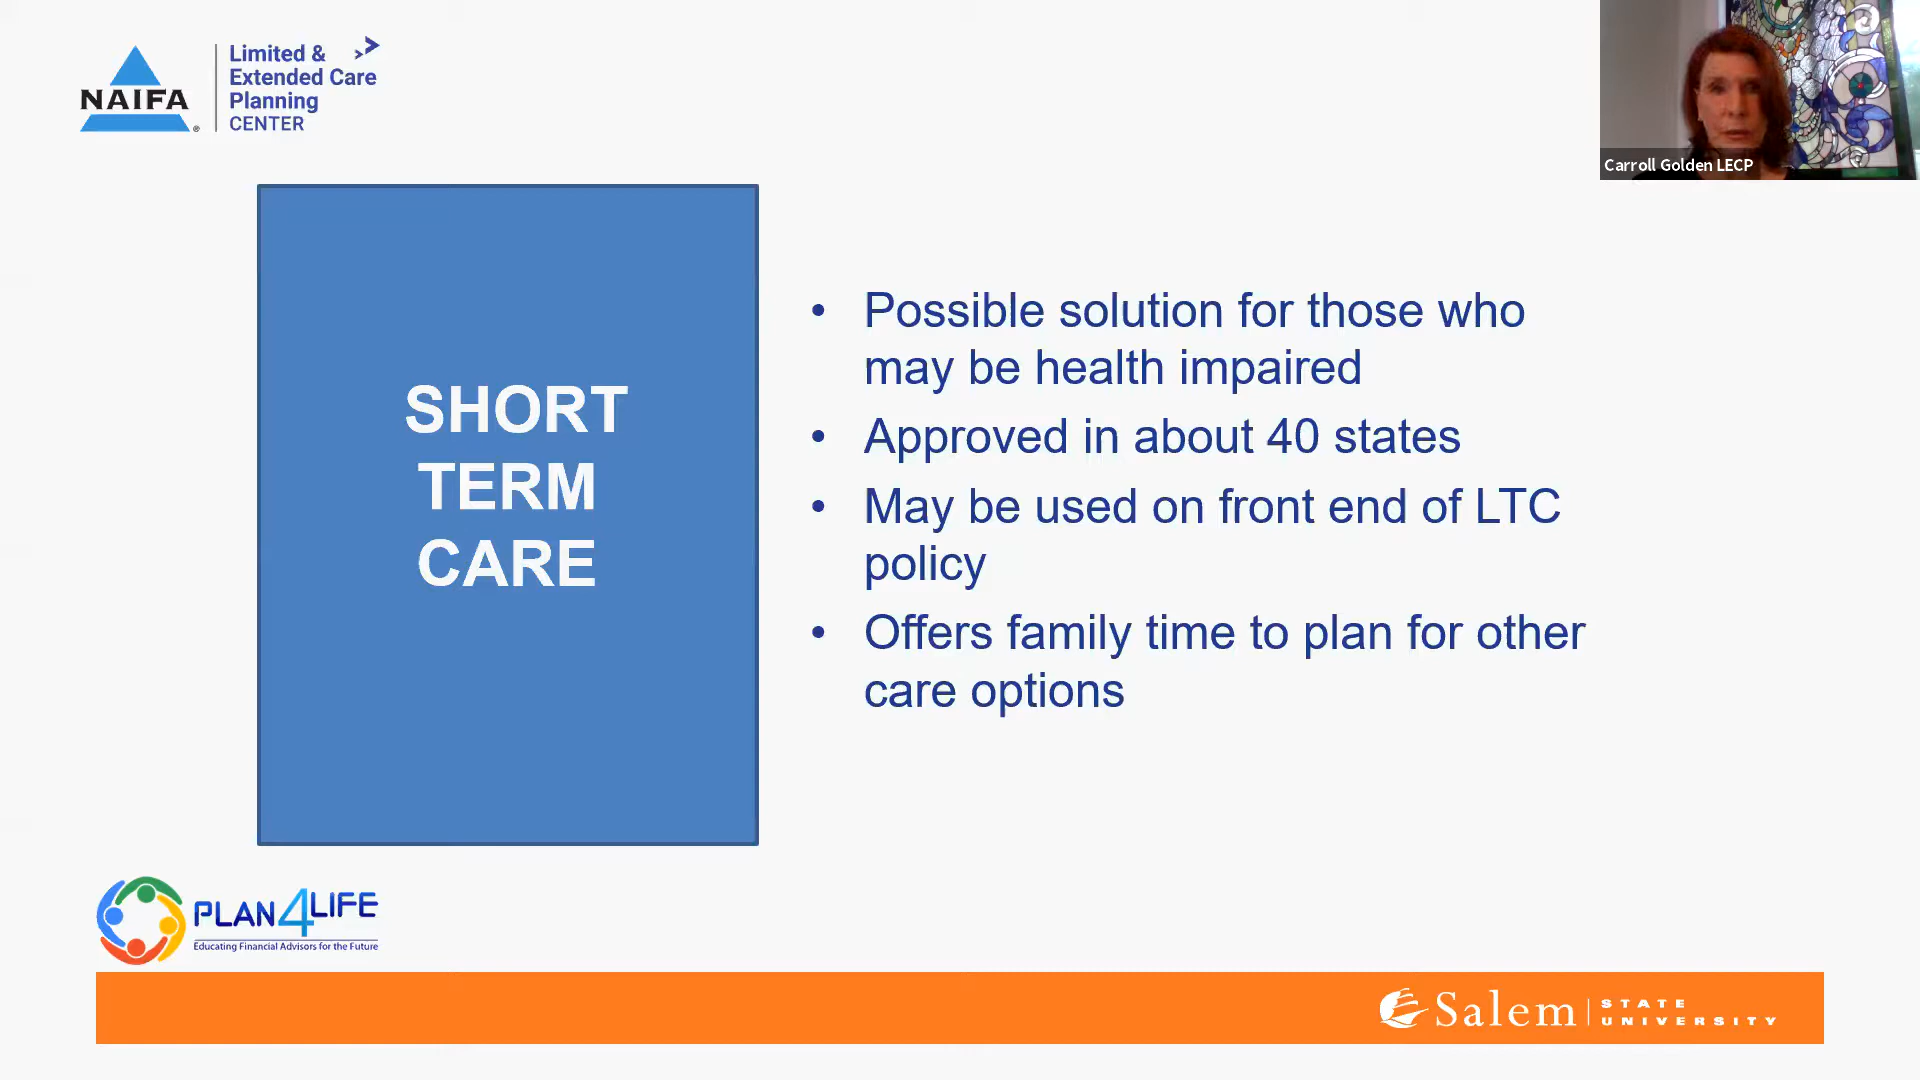 NAIFA®
Limited &
Extended Care
Planning
CENTER
Carroll Golden LECP
SHORT
TERM
CARE
• Possible solution for those who
may be health impaired
• Approved in about 40 states
• May be used on front end of LTC
policy
• Offers family time to plan for other
care options
PLAN4LIFE
Educating Financial Advisors for the Future
Salem
STATE
UNIVERSITY